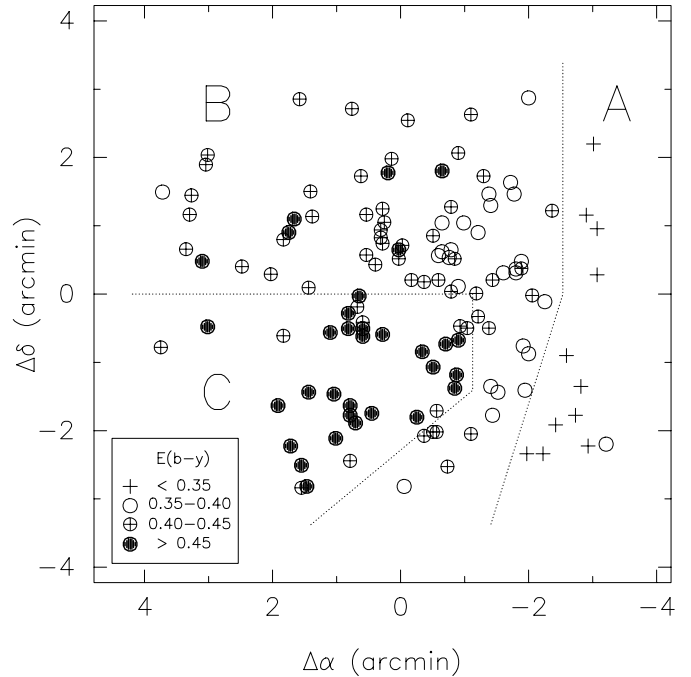 4
2
0
−2
−4
Δδ (arcmin)
B
A
C
E(b−y)
< 0.35
0.35−0.40
0.40−0.45
> 0.45
4 2 0 −2 −4
Δα (arcmin)